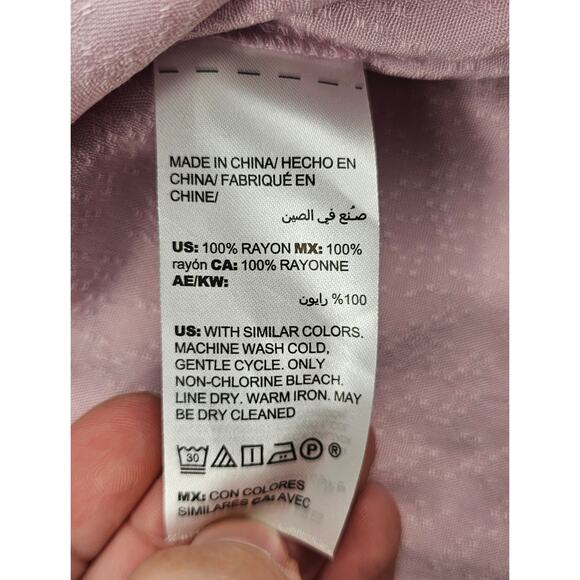 MADE IN CHINA/ HECHO EN
CHINA/ FABRIQUÉ EN
CHINE/
صُنع في الصين
US: 100% RAYON MX: 100%
rayón CA: 100% RAYONNE
AE/KW:
100% رايون
US: WITH SIMILAR COLORS.
MACHINE WASH COLD,
GENTLE CYCLE. ONLY
NON-CHLORINE BLEACH.
LINE DRY. WARM IRON. MAY
BE DRY CLEANED
30 P ®
MX: CON COLORES
SIMILARES CA: AVEC